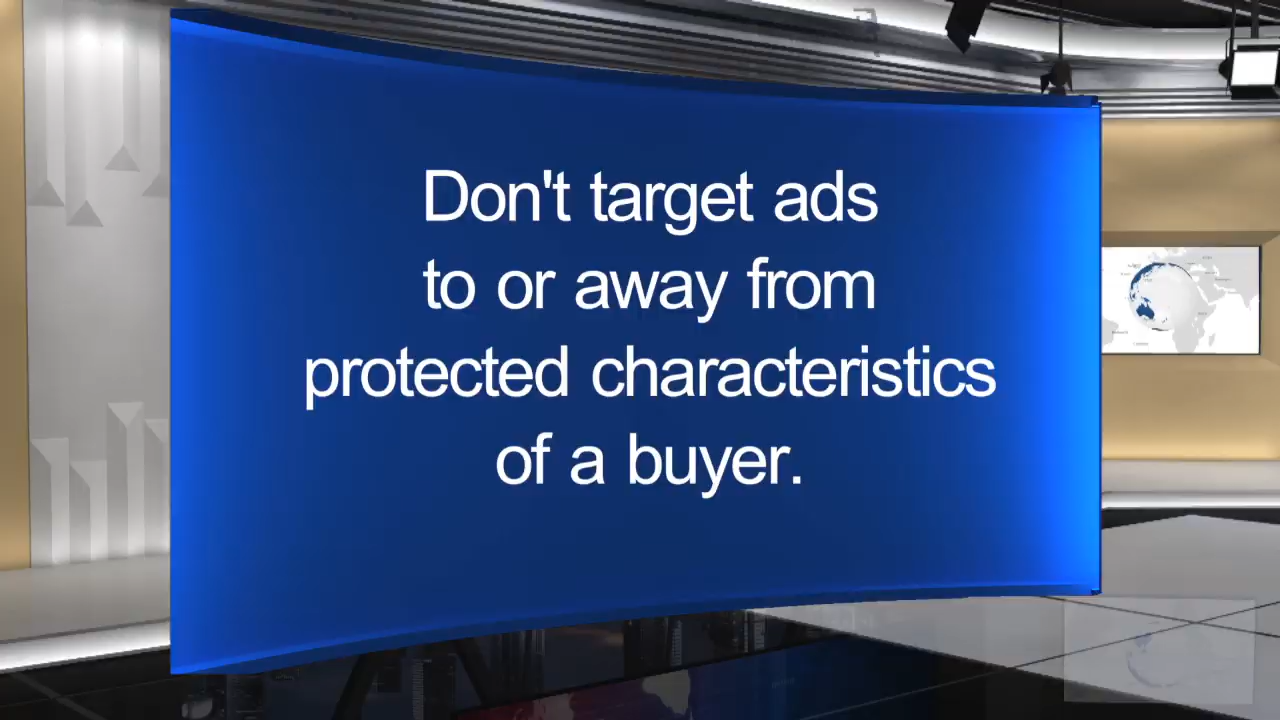 Don't target ads
to or away from
protected characteristics
of a buyer.